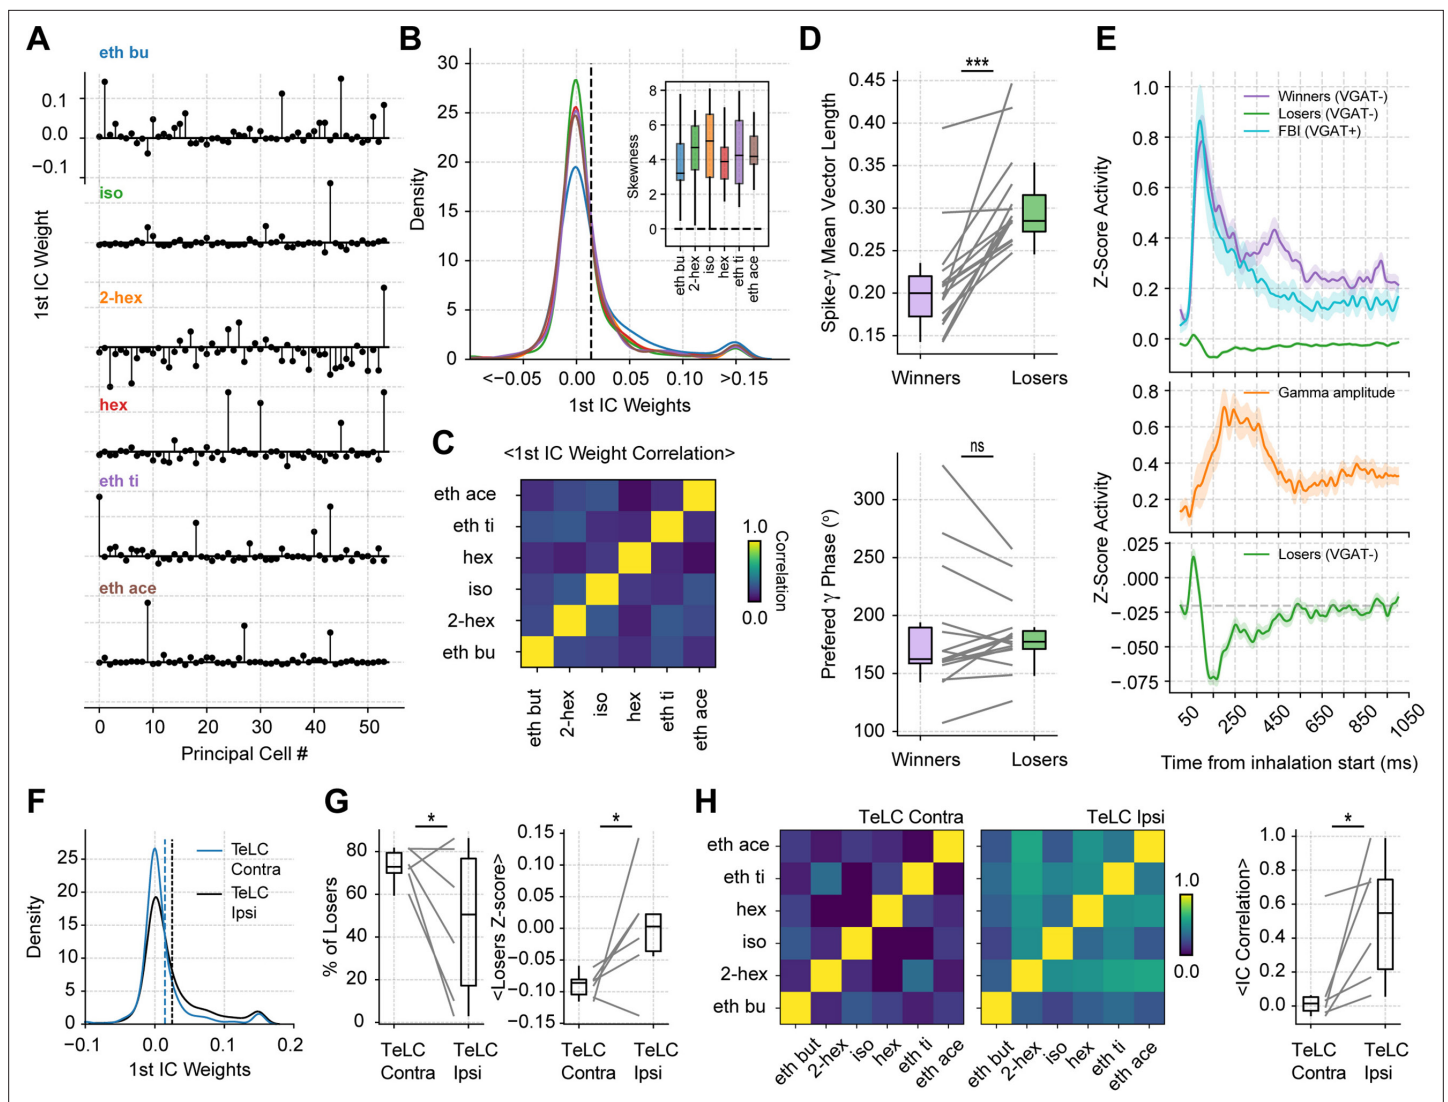 A
eth bu
0.1
0.0
−0.1
iso
2-hex
hex
eth ti
eth ace
1st IC Weight
0 10 20 30 40 50
Principal Cell #
B
30
25
20
15
10
5
0
Density
<−0.05 0.00 0.05 0.10 >0.15
1st IC Weights
8
6
4
2
0
Skewness
eth bu
2-hex
iso
hex
eth ti
eth ace
C
<1st IC Weight Correlation>
eth ace
eth ti
hex
iso
2-hex
eth bu
eth but
2-hex
iso
hex
eth ti
eth ace
1.0
0.0
Correlation
D
***
0.45
0.40
0.35
0.30
0.25
0.20
0.15
Spike-γ Mean Vector Length
Winners Losers
ns
300
250
200
150
100
Prefered γ Phase (°)
Winners Losers
E
Winners (VGAT-)
Losers (VGAT-)
FBI (VGAT+)
1.0
0.8
0.6
0.4
0.2
0.0
Z-Score Activity
Gamma amplitude
0.8
0.6
0.4
0.2
Z-Score Activity
Losers (VGAT-)
.025
.000
−.025
−.050
−.075
50 250 450 650 850 1050
Time from inhalation start (ms)
F
TeLC
Contra
TeLC
Ipsi
25
20
15
10
5
0
Density
−0.1 0.0 0.1 0.2
1st IC Weights
G
*
80
60
40
20
0
% of Losers
TeLC
Contra
TeLC
Ipsi
*
0.15
0.10
0.05
0.00
−0.05
−0.10
−0.15
<Losers Z-score>
TeLC
Contra
TeLC
Ipsi
H
TeLC Contra
eth ace
eth ti
hex
iso
2-hex
eth bu
eth but
2-hex
iso
hex
eth ti
eth ace
TeLC Ipsi
eth but
2-hex
iso
hex
eth ti
eth ace
1.0
0.0
*
1.0
0.8
0.6
0.4
0.2
0.0
<IC Correlation>
TeLC
Contra
TeLC
Ipsi